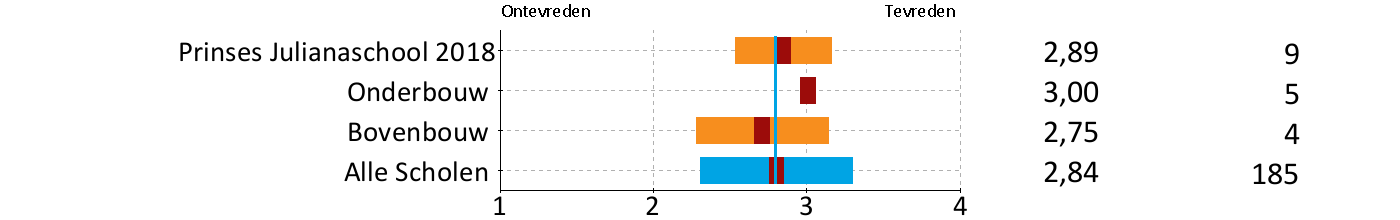 Ontevreden Tevreden
Prinses Julianaschool 2018 2,89 9
Onderbouw 3,00 5
Bovenbouw 2,75 4
Alle Scholen 2,84 185
1 2 3 4